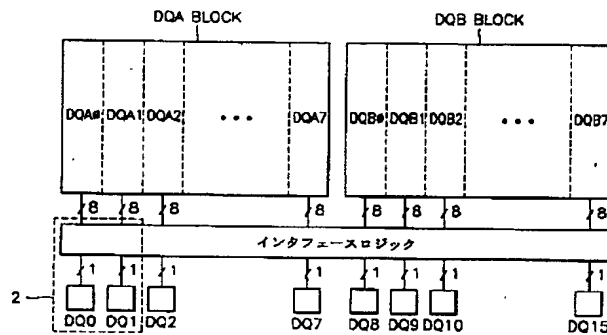 DQA BLOCK DQB BLOCK
DQA0 DQA1 DQA2 • • • DQA7 DQB0 DQB1 DQB2 • • • DQB7
8 8 8 8 8 8 8 8
インタフェースロジック
2
1 1 1 1 1 1 1 1
DQ0 DQ1 DQ2 DQ7 DQ8 DQ9 DQ10 DQ15